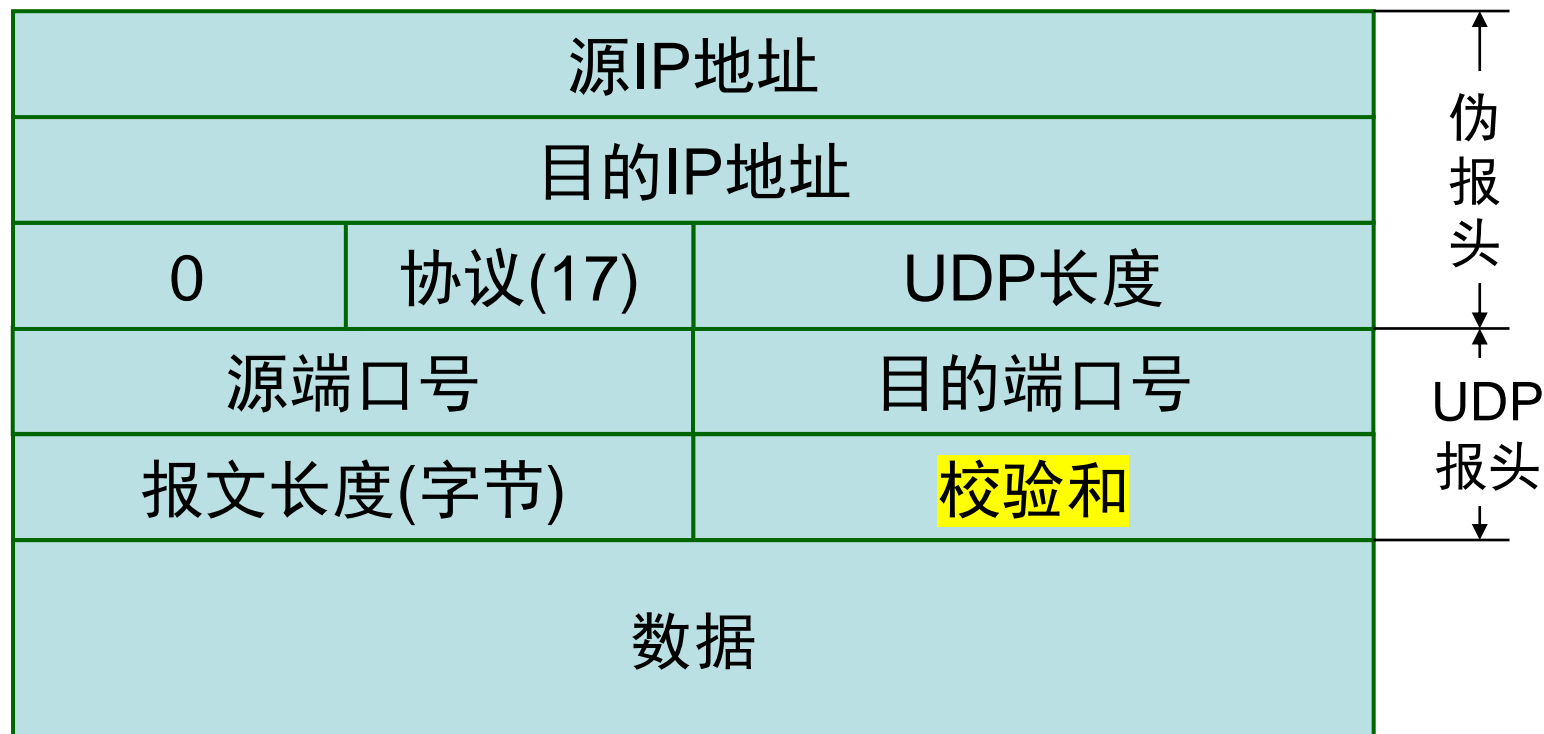 源IP地址
目的IP地址
0 协议(17) UDP长度
源端口号 目的端口号
报文长度(字节) 校验和
数据
伪
报
头
UDP
报头